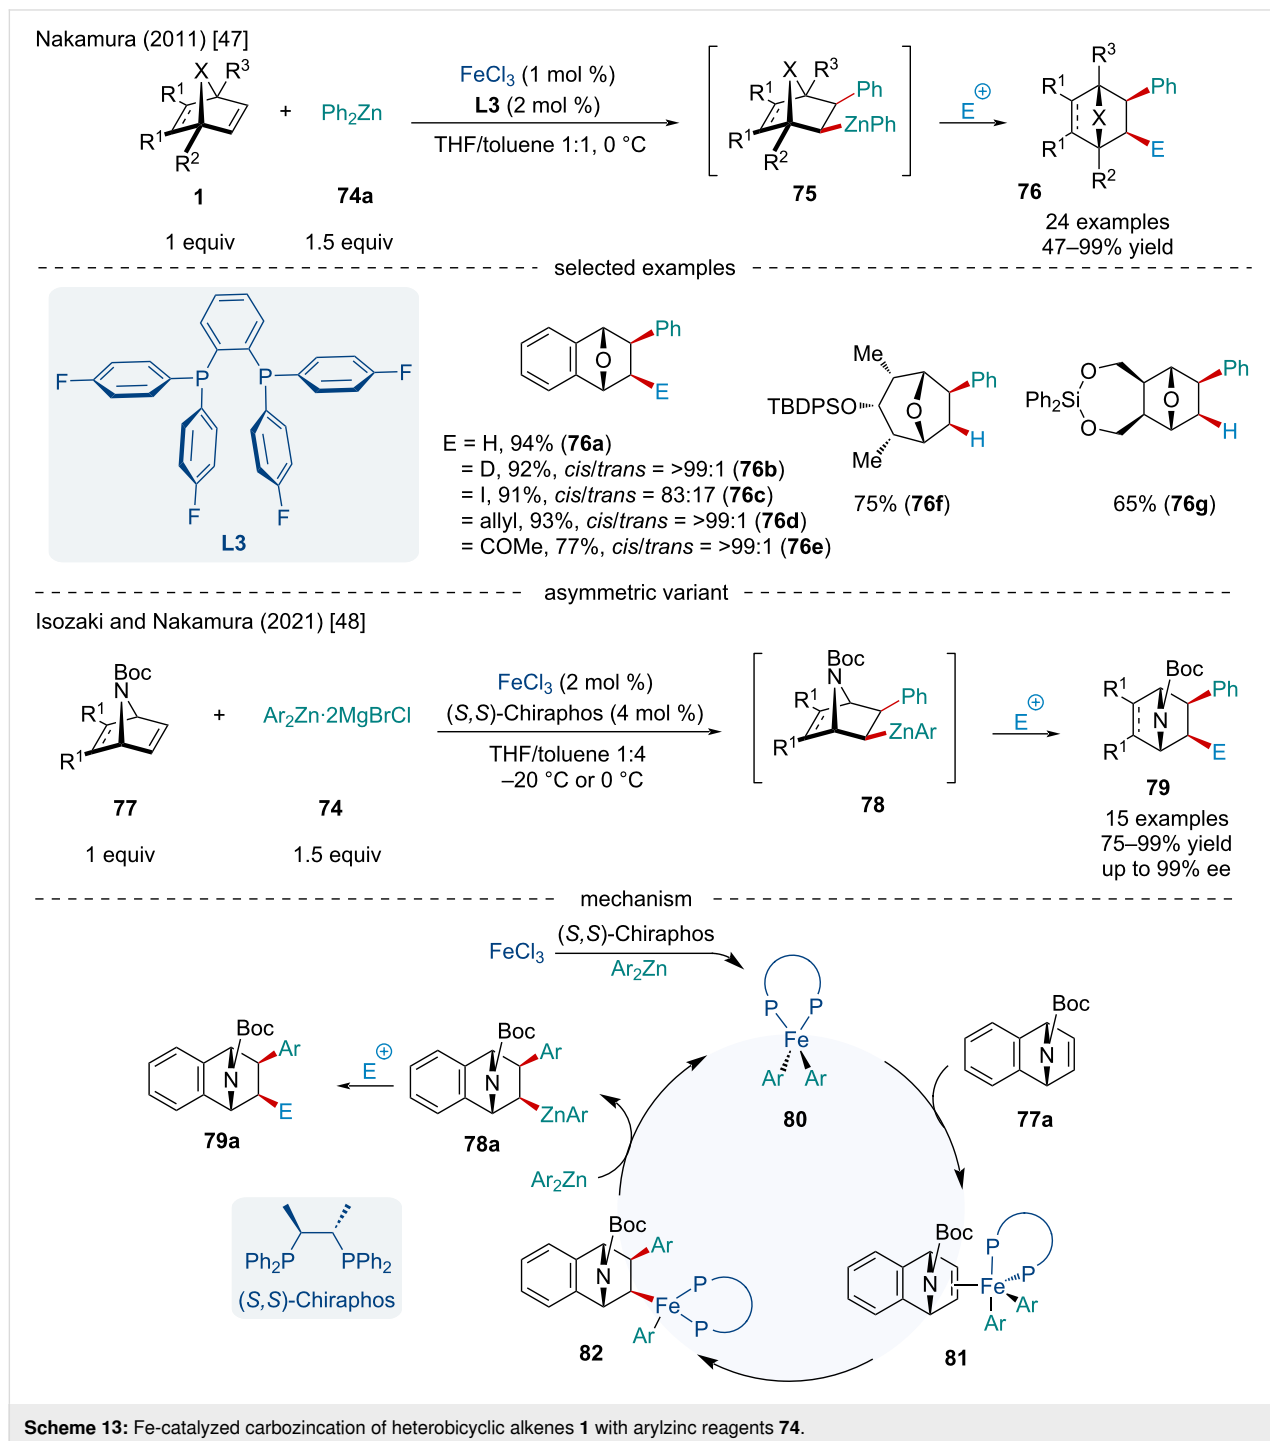 Nakamura (2011) [47]
X
R³
R¹
R¹
R²
1
1 equiv
+
Ph₂Zn
74a
1.5 equiv
FeCl₃ (1 mol %)
L3 (2 mol %)
THF/toluene 1:1, 0 °C
X
R³
R¹
Ph
R¹
ZnPh
R²
75
E⊕
R³
R¹
Ph
X
R¹
E
R²
76
24 examples
47–99% yield
selected examples
F
P
P
F
F
F
L3
Ph
O
E
E = H, 94% (76a)
= D, 92%, cis/trans = >99:1 (76b)
= I, 91%, cis/trans = 83:17 (76c)
= allyl, 93%, cis/trans = >99:1 (76d)
= COMe, 77%, cis/trans = >99:1 (76e)
Me
Ph
TBDPSO
O
H
Me
75% (76f)
O
Ph
Ph₂Si
O
O
H
65% (76g)
asymmetric variant
Isozaki and Nakamura (2021) [48]
Boc
N
R¹
R¹
77
1 equiv
+
Ar₂Zn·2MgBrCl
74
1.5 equiv
FeCl₃ (2 mol %)
(S,S)-Chiraphos (4 mol %)
THF/toluene 1:4
–20 °C or 0 °C
Boc
N
R¹
Ph
ZnAr
R¹
78
E⊕
Boc
R¹
Ph
N
R¹
E
79
15 examples
75–99% yield
up to 99% ee
mechanism
FeCl₃
(S,S)-Chiraphos
Ar₂Zn
P
P
Fe
Ar
Ar
80
Boc
N
77a
Boc
N
P
P
Fe
Ar
Ar
81
Boc
Ar
N
P
Fe
P
Ar
82
Ar₂Zn
Boc
Ar
N
ZnAr
78a
E⊕
Boc
Ar
N
E
79a
Ph₂P
PPh₂
(S,S)-Chiraphos
Scheme 13: Fe-catalyzed carbozincation of heterobicyclic alkenes 1 with arylzinc reagents 74.